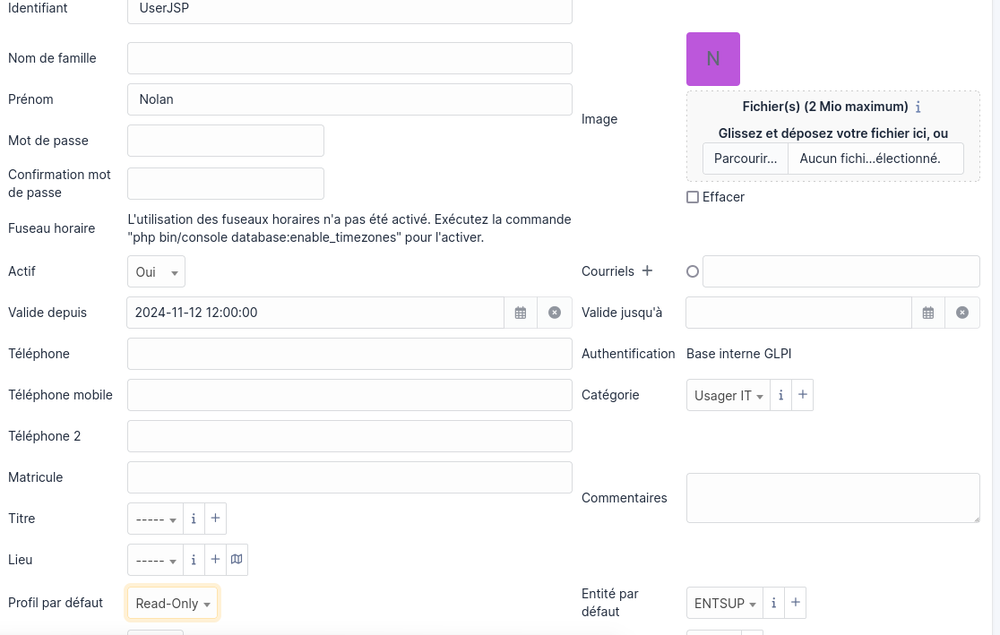 Identifiant
UserJSP
Nom de famille
Prénom
Nolan
Mot de passe
Confirmation mot
de passe
Fuseau horaire
L'utilisation des fuseaux horaires n'a pas été activé. Exécutez la commande
"php bin/console database:enable_timezones" pour l'activer.
Image
N
Fichier(s) (2 Mio maximum) i
Glissez et déposez votre fichier ici, ou
Parcourir... Aucun fichi...électionné.
Effacer
Actif
Oui
Courriels +
Valide depuis
2024-11-12 12:00:00
Valide jusqu'à
Téléphone
Authentification
Base interne GLPI
Téléphone mobile
Catégorie
Usager IT i +
Téléphone 2
Matricule
Commentaires
Titre
----- i +
Lieu
----- i +
Profil par défaut
Read-Only
Entité par
défaut
ENTSUP i +